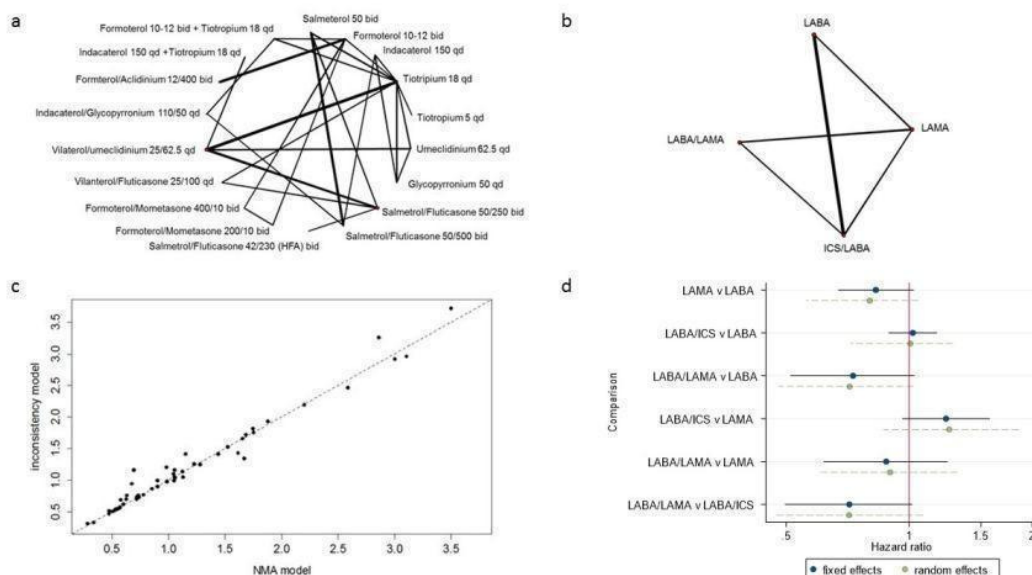 a
Salmeterol 50 bid
Formoterol 10-12 bid + Tiotropium 18 qd
Formoterol 10-12 bid
Indacaterol 150 qd
Indacaterol 150 qd +Tiotropium 18 qd
Tiotripium 18 qd
Formterol/Aclidinium 12/400 bid
Indacaterol/Glycopyrronium 110/50 qd
Tiotropium 5 qd
Vilaterol/umeclidinium 25/62.5 qd
Umeclidinium 62.5 qd
Vilanterol/Fluticasone 25/100 qd
Glycopyrronium 50 qd
Formoterol/Mometasone 400/10 bid
Salmetrol/Fluticasone 50/250 bid
Formoterol/Mometasone 200/10 bid
Salmetrol/Fluticasone 50/500 bid
Salmetrol/Fluticasone 42/230 (HFA) bid
b
LABA
LABA/LAMA
LAMA
ICS/LABA
c
inconsistency model
3.5
3.0
2.5
2.0
1.5
1.0
0.5
0.5 1.0 1.5 2.0 2.5 3.0 3.5
NMA model
d
Comparison
LAMA v LABA
LABA/ICS v LABA
LABA/LAMA v LABA
LABA/ICS v LAMA
LABA/LAMA v LAMA
LABA/LAMA v LABA/ICS
.5 1 1.5 2
Hazard ratio
fixed effects random effects